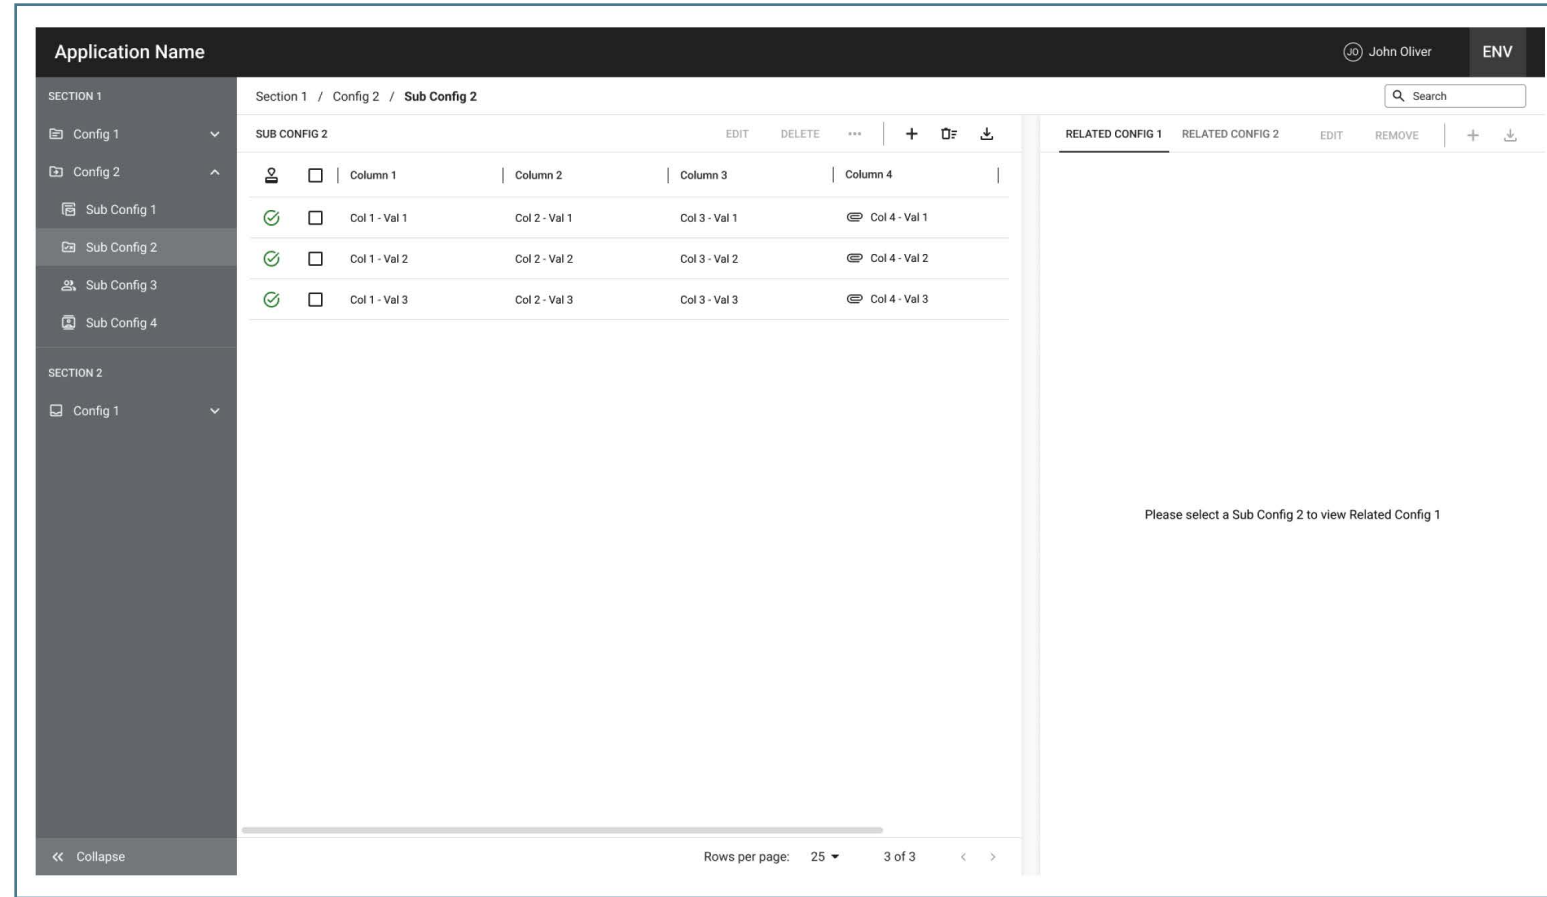 Application Name
JO John Oliver ENV
SECTION 1
Section 1 / Config 2 / Sub Config 2
Search
Config 1
SUB CONFIG 2 EDIT DELETE ...
RELATED CONFIG 1 RELATED CONFIG 2 EDIT REMOVE
Config 2
Sub Config 1
Sub Config 2
Sub Config 3
Sub Config 4
SECTION 2
Config 1
Collapse
Column 1 Column 2 Column 3 Column 4
Col 1 - Val 1 Col 2 - Val 1 Col 3 - Val 1 Col 4 - Val 1
Col 1 - Val 2 Col 2 - Val 2 Col 3 - Val 2 Col 4 - Val 2
Col 1 - Val 3 Col 2 - Val 3 Col 3 - Val 3 Col 4 - Val 3
Please select a Sub Config 2 to view Related Config 1
Rows per page: 25 3 of 3